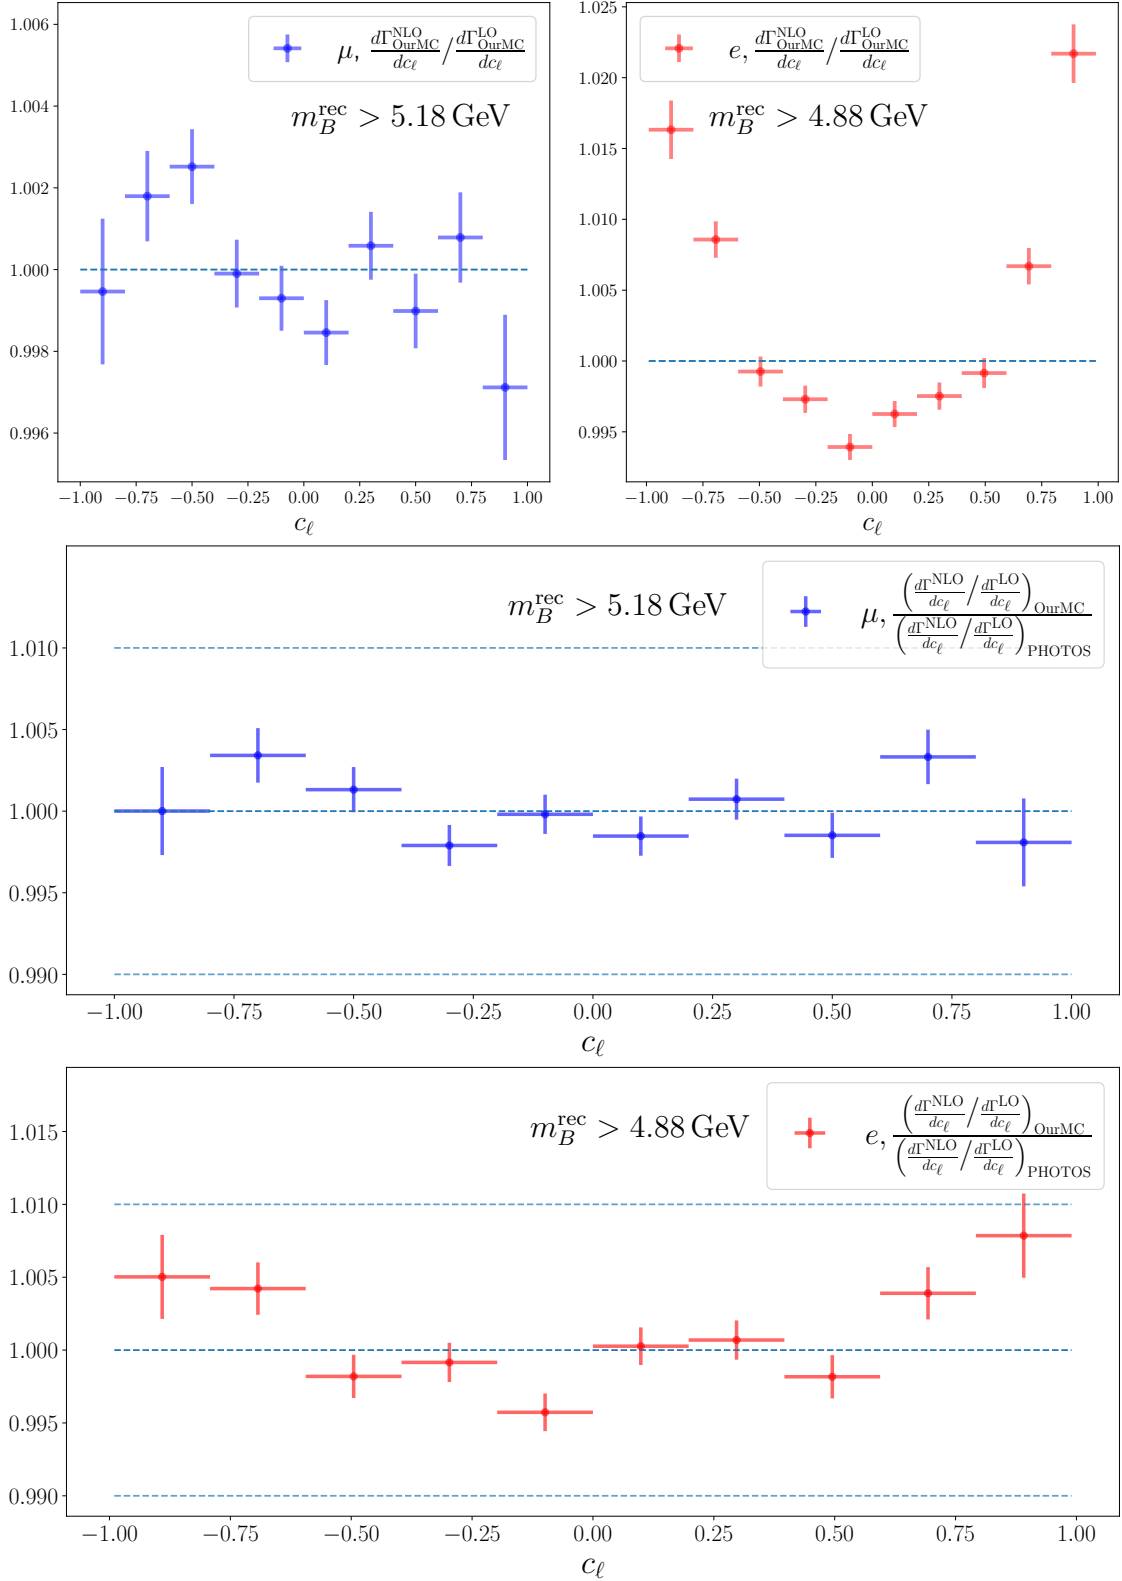 μ, dΓ^NLO_OurMC/dc_ℓ / dΓ^LO_OurMC/dc_ℓ
m_B^rec > 5.18 GeV
1.006
1.004
1.002
1.000
0.998
0.996
−1.00 −0.75 −0.50 −0.25 0.00 0.25 0.50 0.75 1.00
c_ℓ
e, dΓ^NLO_OurMC/dc_ℓ / dΓ^LO_OurMC/dc_ℓ
m_B^rec > 4.88 GeV
1.025
1.020
1.015
1.010
1.005
1.000
0.995
−1.00 −0.75 −0.50 −0.25 0.00 0.25 0.50 0.75 1.00
c_ℓ
m_B^rec > 5.18 GeV
μ, (dΓ^NLO/dc_ℓ / dΓ^LO/dc_ℓ)_OurMC / (dΓ^NLO/dc_ℓ / dΓ^LO/dc_ℓ)_PHOTOS
1.010
1.005
1.000
0.995
0.990
−1.00 −0.75 −0.50 −0.25 0.00 0.25 0.50 0.75 1.00
c_ℓ
m_B^rec > 4.88 GeV
e, (dΓ^NLO/dc_ℓ / dΓ^LO/dc_ℓ)_OurMC / (dΓ^NLO/dc_ℓ / dΓ^LO/dc_ℓ)_PHOTOS
1.015
1.010
1.005
1.000
0.995
0.990
−1.00 −0.75 −0.50 −0.25 0.00 0.25 0.50 0.75 1.00
c_ℓ